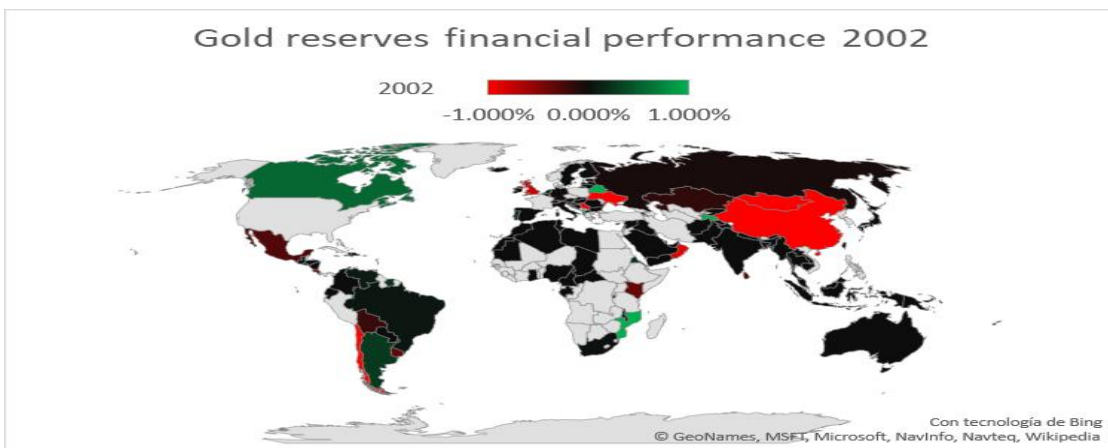 Gold reserves financial performance 2002
2002
-1.000% 0.000% 1.000%
Con tecnología de Bing
© GeoNames, MSFT, Microsoft, NavInfo, Navteq, Wikipedia